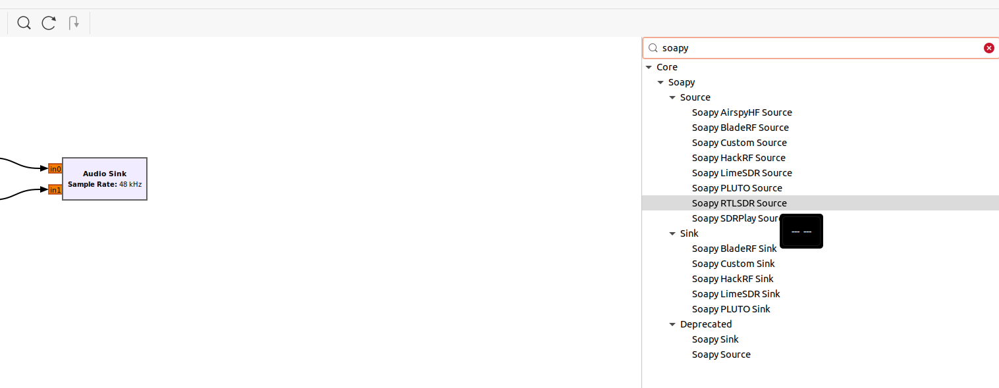 soapy
Core
Soapy
Source
Soapy AirspyHF Source
Soapy BladeRF Source
Soapy Custom Source
Soapy HackRF Source
Soapy LimeSDR Source
Soapy PLUTO Source
Soapy RTLSDR Source
Soapy SDRPlay
--- ---
Sink
Soapy BladeRF Sink
Soapy Custom Sink
Soapy HackRF Sink
Soapy LimeSDR Sink
Soapy PLUTO Sink
Deprecated
Soapy Sink
Soapy Source
in0
in1
Audio Sink
Sample Rate: 48 kHz